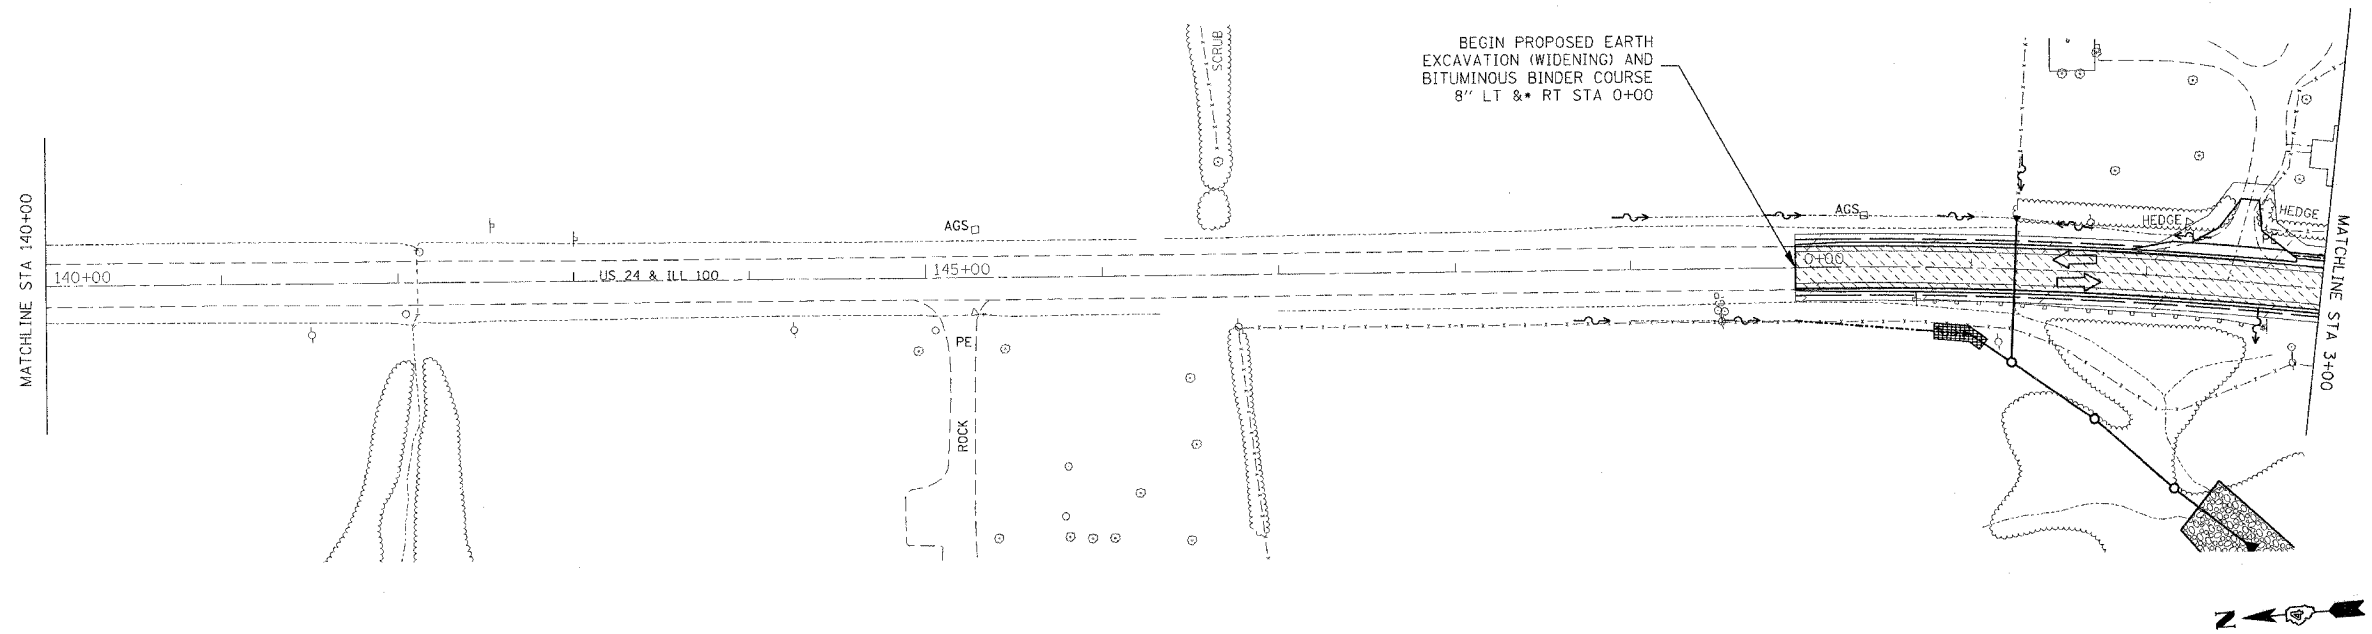 SCRUB
BEGIN PROPOSED EARTH
EXCAVATION (WIDENING) AND
BITUMINOUS BINDER COURSE
8" LT &* RT STA 0+00
MATCHLINE STA 140+00
AGS
AGS
HEDGE
HEDGE
140+00
US 24 & ILL 100
145+00
0+00
MATCHLINE STA 3+00
PE
ROCK
N